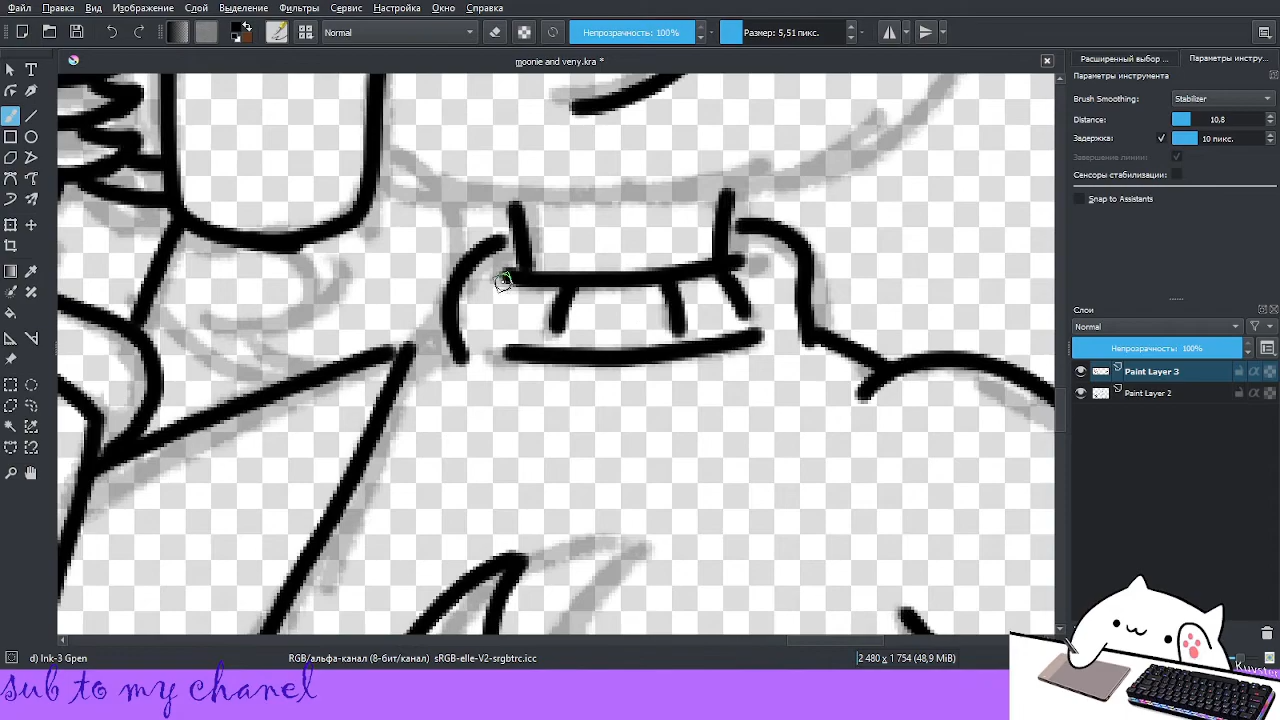 Файл Правка Вид Изображение Слой Выделение Фильтры Сервис Настройка Окно Справка
Normal Непрозрачность: 100% Размер: 5,51 пикс.
moonie and veny.kra *
Расширенный выбор ... Параметры инстру...
Параметры инструмента
Brush Smoothing: Stabilizer
Distance: 10,8
Задержка: 10 пикс.
Завершение линии:
Сенсоры стабилизации:
Snap to Assistants
Слои
Normal
Непрозрачность: 100%
Paint Layer 3
Paint Layer 2
d) Ink-3 Gpen RGB/альфа-канал (8-бит/канал) sRGB-elle-V2-srgbtrc.icc 2 480 x 1 754 (48,9 MiB)
sub to my chanel
Kuyster